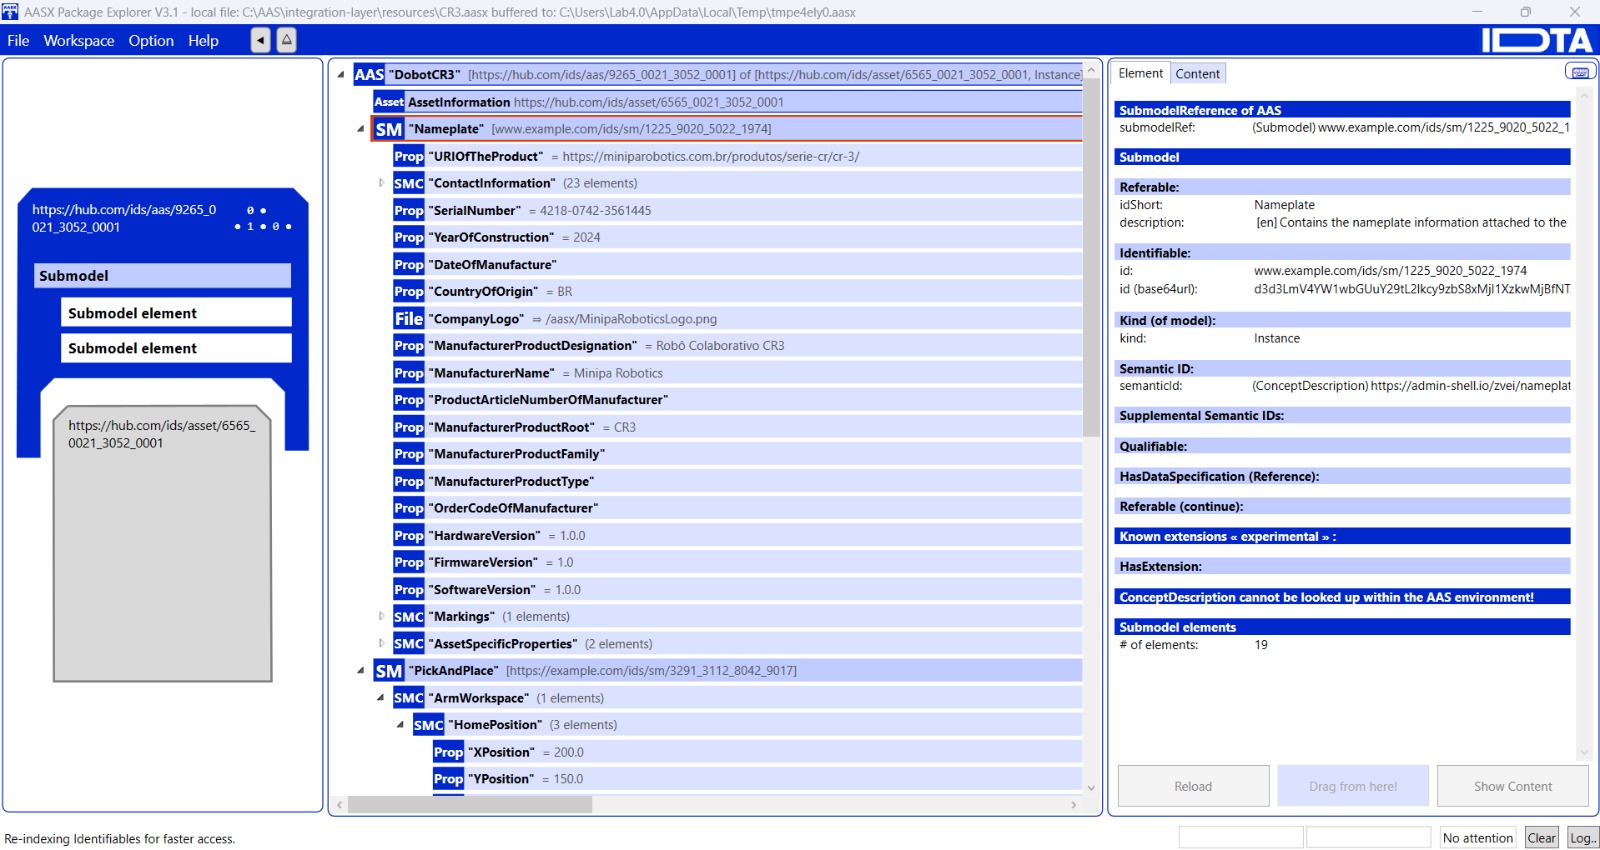 AASX Package Explorer V3.1 - local file: C:\AAS\integration-layer\resources\CR3.aasx buffered to: C:\Users\Lab4.0\AppData\Local\Temp\tmpe4ely0.aasx
File Workspace Option Help
IDTA
https://hub.com/ids/aas/9265_0
021_3052_0001
0
1 0
Submodel
Submodel element
Submodel element
https://hub.com/ids/asset/6565_
0021_3052_0001
AAS "DobotCR3" [https://hub.com/ids/aas/9265_0021_3052_0001] of [https://hub.com/ids/asset/6565_0021_3052_0001, Instance]
Asset AssetInformation https://hub.com/ids/asset/6565_0021_3052_0001
SM "Nameplate" [www.example.com/ids/sm/1225_9020_5022_1974]
Prop "URIOfTheProduct" = https://miniparobotics.com.br/produtos/serie-cr/cr-3/
SMC "ContactInformation" (23 elements)
Prop "SerialNumber" = 4218-0742-3561445
Prop "YearOfConstruction" = 2024
Prop "DateOfManufacture"
Prop "CountryOfOrigin" = BR
File "CompanyLogo" ⇒ /aasx/MinipaRoboticsLogo.png
Prop "ManufacturerProductDesignation" = Robô Colaborativo CR3
Prop "ManufacturerName" = Minipa Robotics
Prop "ProductArticleNumberOfManufacturer"
Prop "ManufacturerProductRoot" = CR3
Prop "ManufacturerProductFamily"
Prop "ManufacturerProductType"
Prop "OrderCodeOfManufacturer"
Prop "HardwareVersion" = 1.0.0
Prop "FirmwareVersion" = 1.0
Prop "SoftwareVersion" = 1.0.0
SMC "Markings" (1 elements)
SMC "AssetSpecificProperties" (2 elements)
SM "PickAndPlace" [https://example.com/ids/sm/3291_3112_8042_9017]
SMC "ArmWorkspace" (1 elements)
SMC "HomePosition" (3 elements)
Prop "XPosition" = 200.0
Prop "YPosition" = 150.0
Element Content
SubmodelReference of AAS
submodelRef: (Submodel) www.example.com/ids/sm/1225_9020_5022_1
Submodel
Referable:
idShort: Nameplate
description: [en] Contains the nameplate information attached to the
Identifiable:
id: www.example.com/ids/sm/1225_9020_5022_1974
id (base64url):
Kind (of model):
kind: Instance
Semantic ID:
semanticId: (ConceptDescription) https://admin-shell.io/zvei/nameplat
Supplemental Semantic IDs:
Qualifiable:
HasDataSpecification (Reference):
Referable (continue):
Known extensions « experimental » :
HasExtension:
ConceptDescription cannot be looked up within the AAS environment!
Submodel elements
# of elements: 19
Reload Drag from here! Show Content
Re-indexing Identifiables for faster access.
No attention Clear Log..